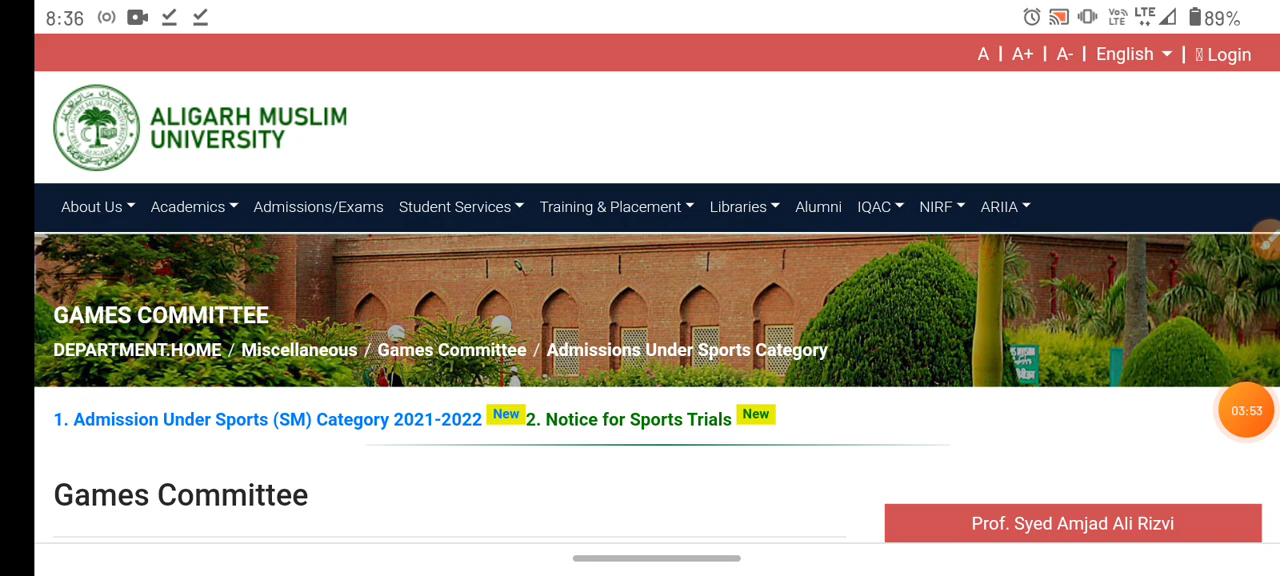 8:36 LTE 89%
A | A+ | A- | English | Login
ALIGARH MUSLIM
UNIVERSITY
About Us Academics Admissions/Exams Student Services Training & Placement Libraries Alumni IQAC NIRF ARIIA
GAMES COMMITTEE
DEPARTMENT.HOME / Miscellaneous / Games Committee / Admissions Under Sports Category
1. Admission Under Sports (SM) Category 2021-2022 New 2. Notice for Sports Trials New
03:53
Games Committee
Prof. Syed Amjad Ali Rizvi